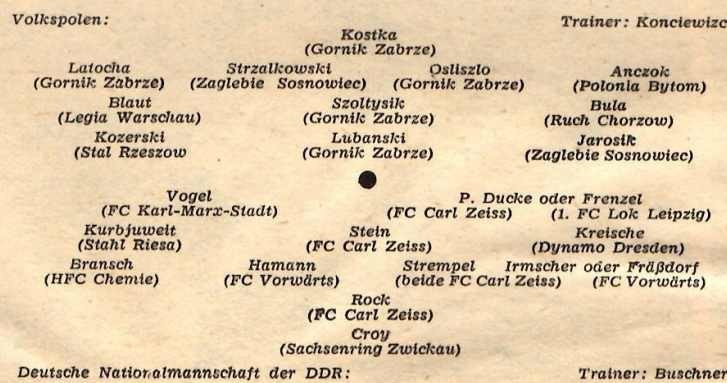 Volkspolen: Trainer: Konciewizc
Kostka
(Gornik Zabrze)
Latocha Strzalkowski Oslislo Anczok
(Gornik Zabrze) (Zaglebie Sosnowiec) (Gornik Zabrze) (Polonia Bytom)
Blaut Szoltysik Bula
(Legia Warschau) (Gornik Zabrze) (Ruch Chorzow)
Kozerski Lubanski Jarosik
(Stal Rzeszow (Gornik Zabrze) (Zaglebie Sosnowiec)
Vogel P. Ducke oder Frenzel
(FC Karl-Marx-Stadt) (FC Carl Zeiss) (1. FC Lok Leipzig)
Kurbjuweit Stein Kreische
(Stahl Riesa) (FC Carl Zeiss) (Dynamo Dresden)
Bransch Hamann Strempel Irmscher oder Fräßdorf
(HFC Chemie) (FC Vorwärts) (beide FC Carl Zeiss) (FC Vorwärts)
Rock
(FC Carl Zeiss)
Croy
(Sachsenring Zwickau)
Deutsche Nationalmannschaft der DDR: Trainer: Buschner